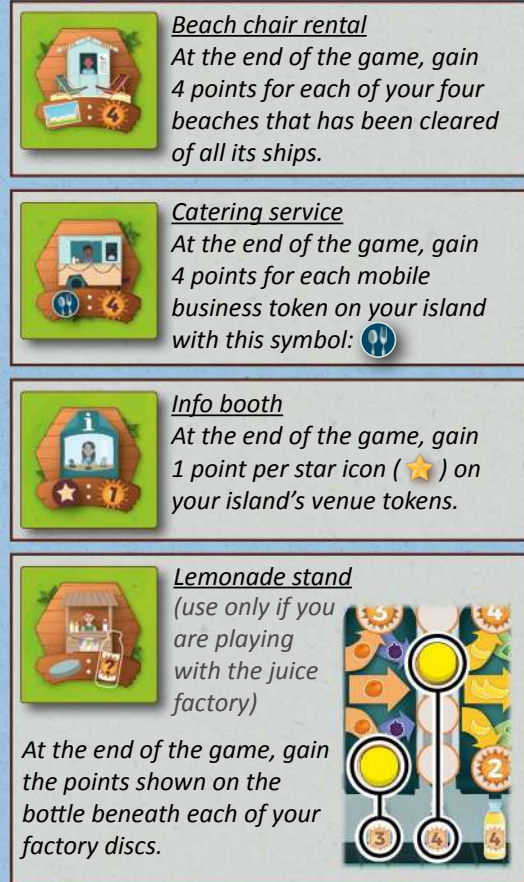 Beach chair rental
At the end of the game, gain
4 points for each of your four
beaches that has been cleared
of all its ships.
: 4
Catering service
At the end of the game, gain
4 points for each mobile
business token on your island
with this symbol:
: 4
Info booth
At the end of the game, gain
1 point per star icon ( ) on
your island's venue tokens.
i
: 1
Lemonade stand
(use only if you
are playing
with the juice
factory)
?
At the end of the game, gain
the points shown on the
bottle beneath each of your
factory discs.
3 4
2
3 4 4